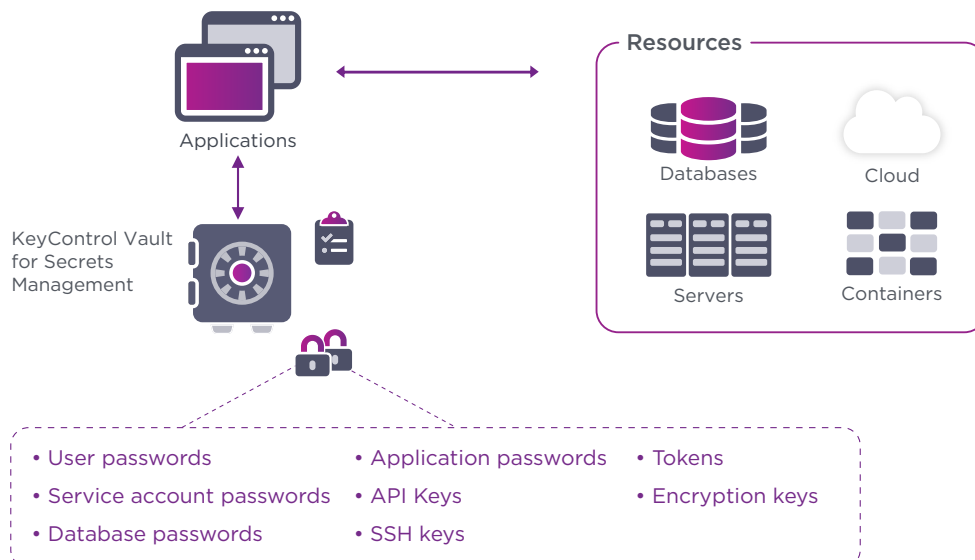 Resources
Applications
Databases
Cloud
KeyControl Vault
for Secrets
Management
Servers
Containers
• User passwords
• Service account passwords
• Database passwords
• Application passwords
• API Keys
• SSH keys
• Tokens
• Encryption keys